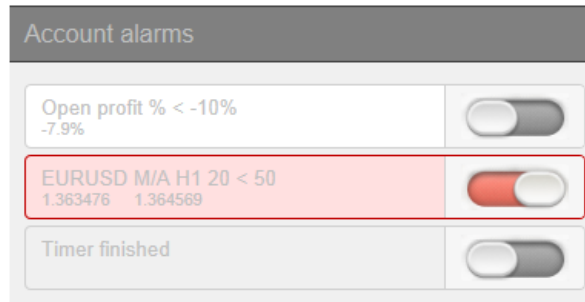 Account alarms
Open profit % < -10%
-7.9%
EURUSD M/A H1 20 < 50
1.363476 1.364569
Timer finished